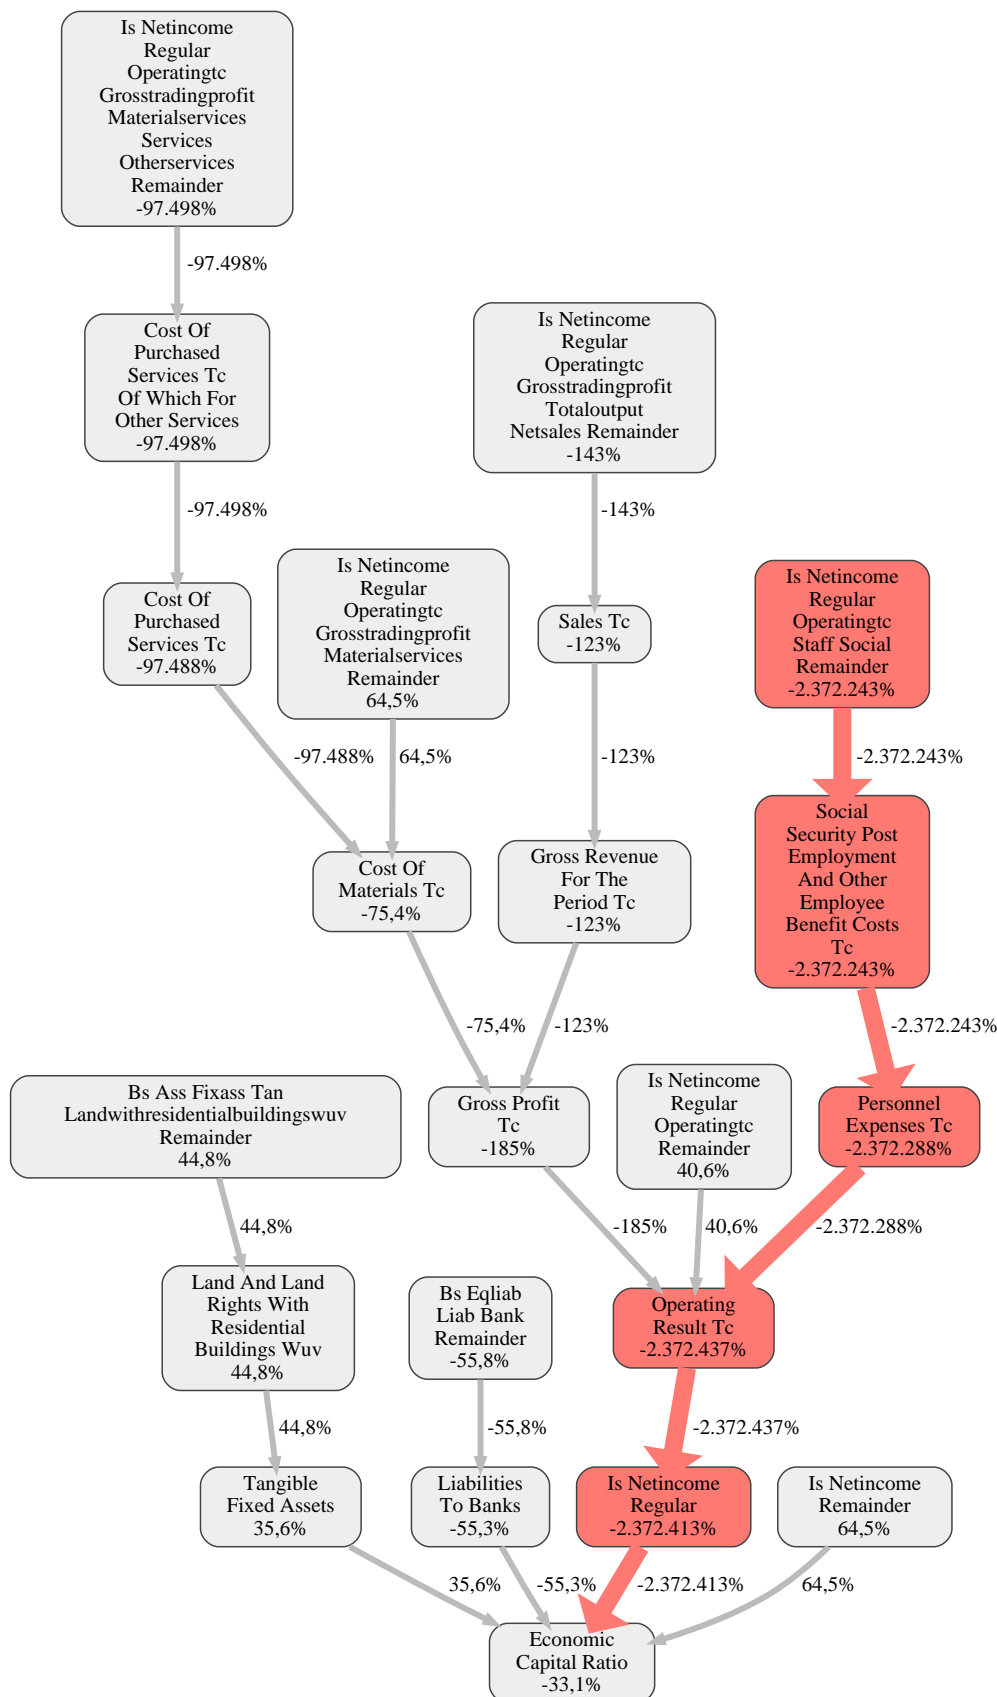 Is Netincome
Regular
Operatingtc
Grosstradingprofit
Materialservices
Services
Otherservices
Remainder
-97.498%
-97.498%
Cost Of
Purchased
Services Tc
Of Which For
Other Services
-97.498%
Is Netincome
Regular
Operatingtc
Grosstradingprofit
Totaloutput
Netsales Remainder
-143%
-97.498%
-143%
Cost Of
Purchased
Services Tc
-97.488%
Is Netincome
Regular
Operatingtc
Grosstradingprofit
Materialservices
Remainder
64,5%
Sales Tc
-123%
Is Netincome
Regular
Operatingtc
Staff Social
Remainder
-2.372.243%
-97.488%
64,5%
-123%
-2.372.243%
Cost Of
Materials Tc
-75,4%
Gross Revenue
For The
Period Tc
-123%
Social
Security Post
Employment
And Other
Employee
Benefit Costs
Tc
-2.372.243%
-75,4%
-123%
-2.372.243%
Bs Ass Fixass Tan
Landwithresidentialbuildingswuv
Remainder
44,8%
Gross Profit
Tc
-185%
Is Netincome
Regular
Operatingtc
Remainder
40,6%
Personnel
Expenses Tc
-2.372.288%
44,8%
-185%
40,6%
-2.372.288%
Land And Land
Rights With
Residential
Buildings Wuv
44,8%
Bs Eqliab
Liab Bank
Remainder
-55,8%
Operating
Result Tc
-2.372.437%
44,8%
-55,8%
-2.372.437%
Tangible
Fixed Assets
35,6%
Liabilities
To Banks
-55,3%
Is Netincome
Regular
-2.372.413%
Is Netincome
Remainder
64,5%
35,6%
-55,3%
-2.372.413%
64,5%
Economic
Capital Ratio
-33,1%